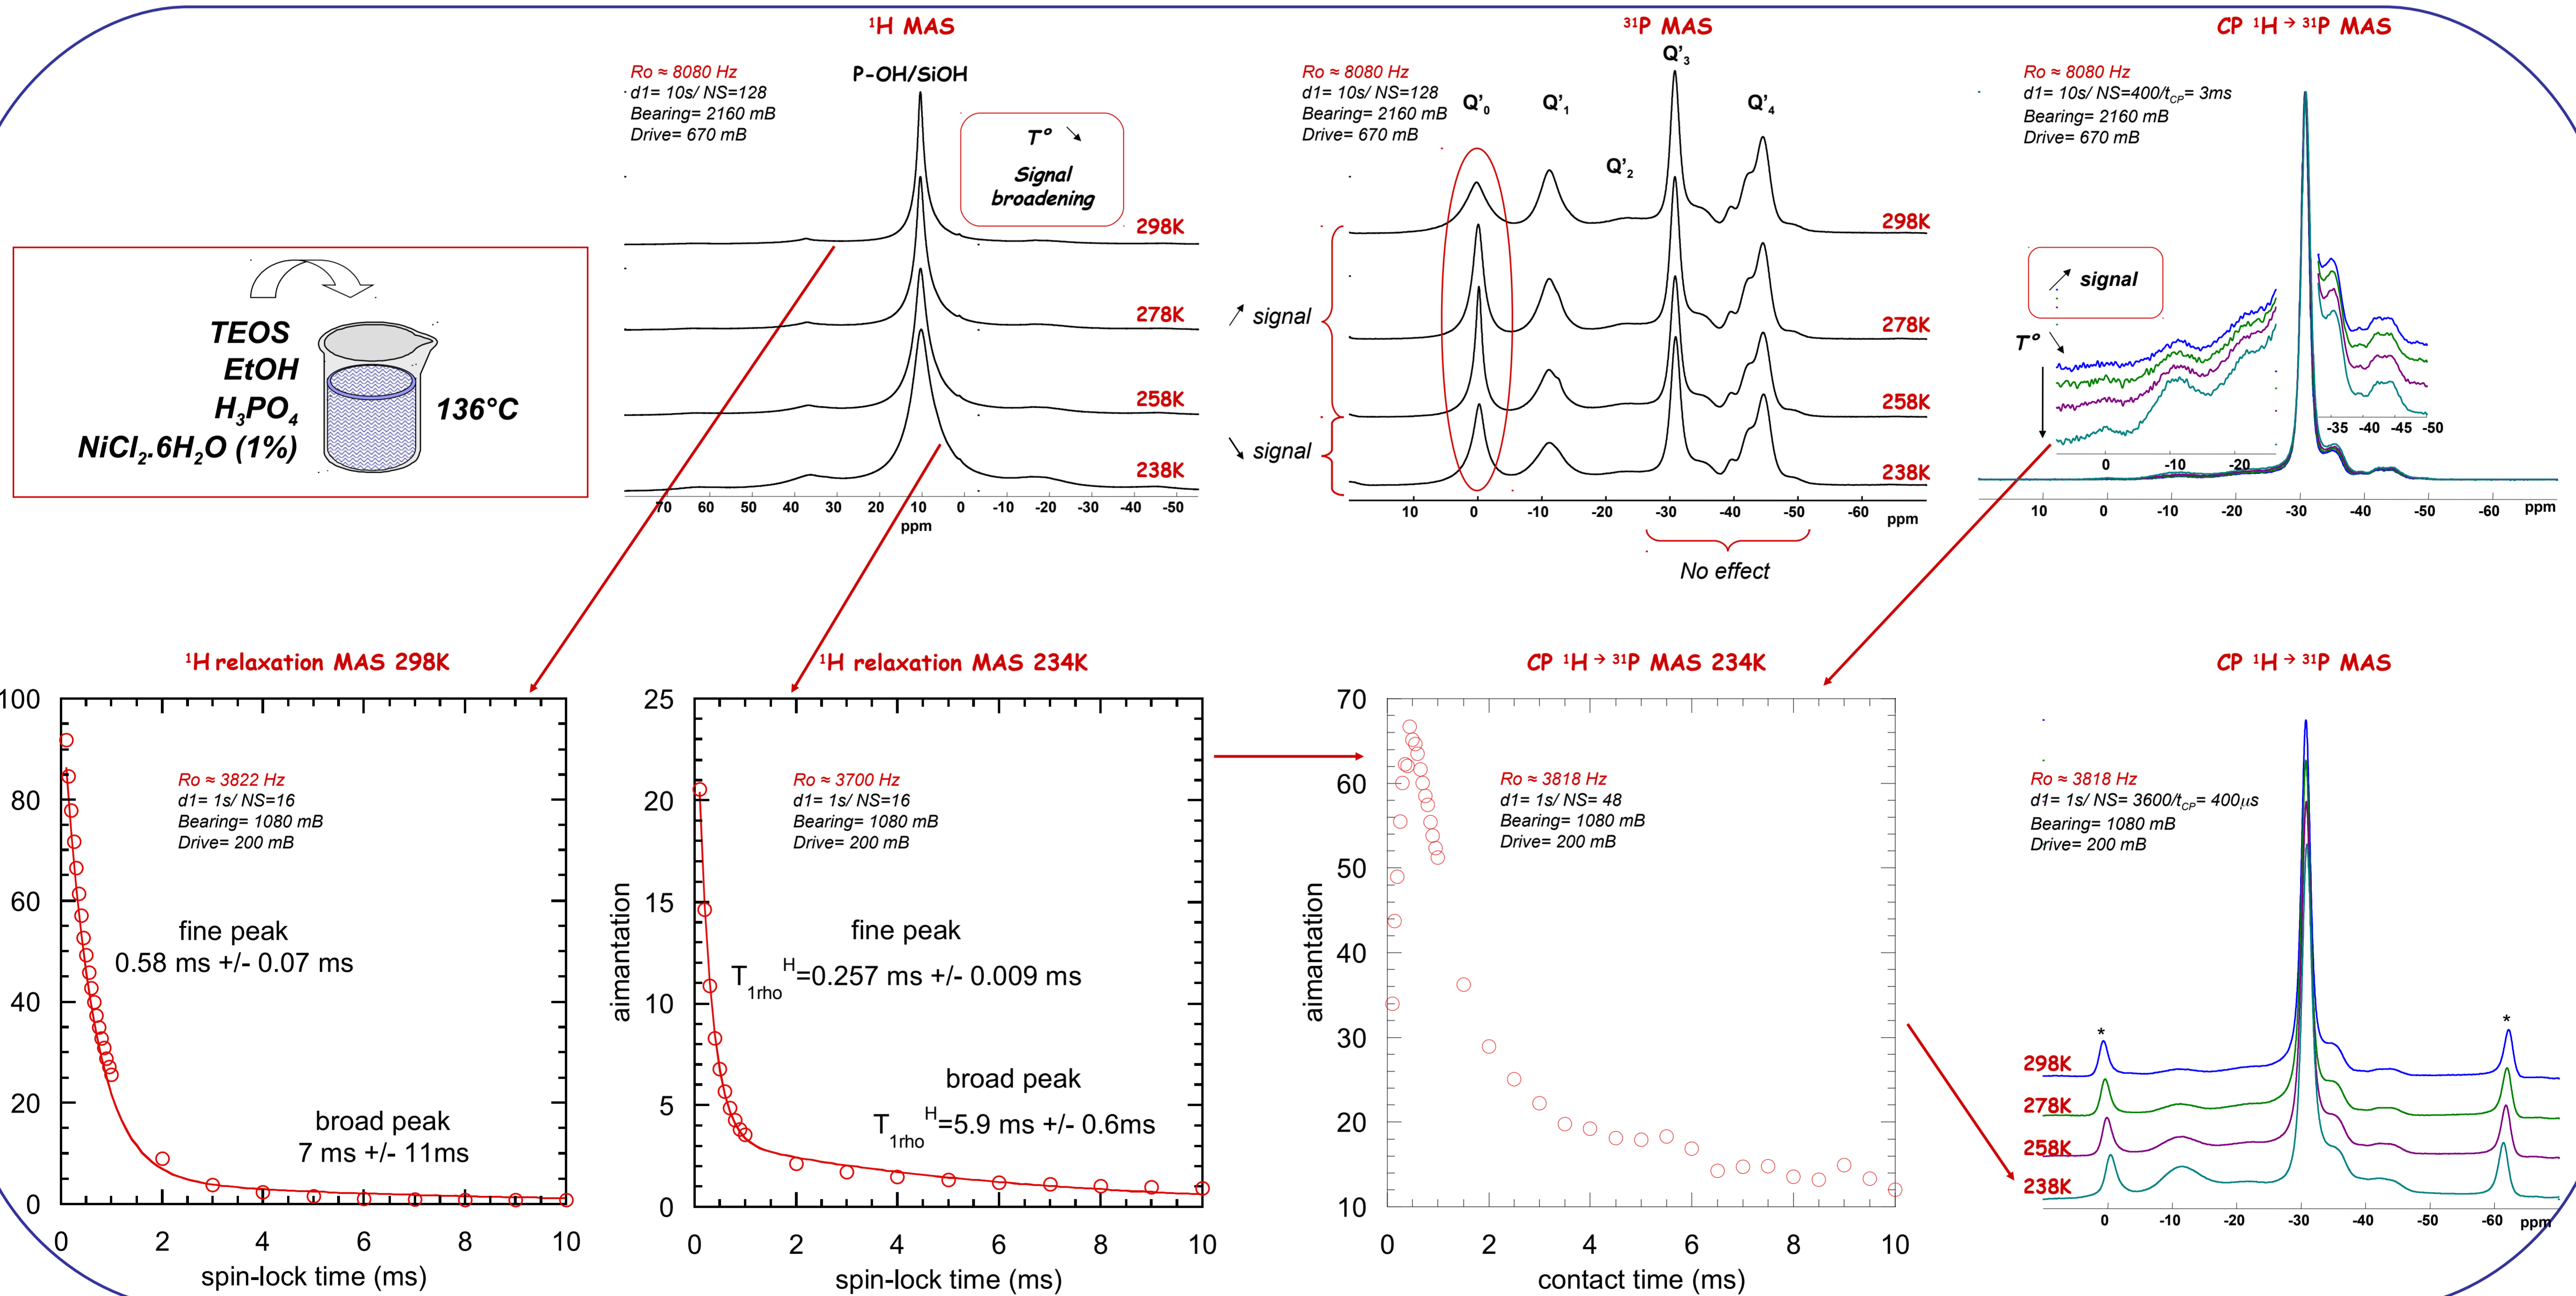 ¹H MAS
Ro ≈ 8080 Hz
d1= 10s/ NS=128
Bearing= 2160 mB
Drive= 670 mB
P-OH/SiOH
T° ↘
Signal
broadening
298K
278K
258K
238K
70 60 50 40 30 20 10 0 -10 -20 -30 -40 -50
ppm
TEOS
EtOH
H₃PO₄
NiCl₂.6H₂O (1%)
136°C
³¹P MAS
Ro ≈ 8080 Hz
d1= 10s/ NS=128
Bearing= 2160 mB
Drive= 670 mB
Q'₀
Q'₁
Q'₂
Q'₃
Q'₄
298K
278K
258K
238K
↗ signal
↘ signal
10 0 -10 -20 -30 -40 -50 -60 ppm
No effect
CP ¹H → ³¹P MAS
Ro ≈ 8080 Hz
d1= 10s/ NS=400/t_CP= 3ms
Bearing= 2160 mB
Drive= 670 mB
↗ signal
T° ↘
0 -10 -20
-35 -40 -45 -50
10 0 -10 -20 -30 -40 -50 -60 ppm
¹H relaxation MAS 298K
100
80
60
40
20
0
Ro ≈ 3822 Hz
d1= 1s/ NS=16
Bearing= 1080 mB
Drive= 200 mB
fine peak
0.58 ms +/- 0.07 ms
broad peak
7 ms +/- 11ms
0 2 4 6 8 10
spin-lock time (ms)
¹H relaxation MAS 234K
25
20
15
10
5
0
aimantation
Ro ≈ 3700 Hz
d1= 1s/ NS=16
Bearing= 1080 mB
Drive= 200 mB
fine peak
T₁rho^H=0.257 ms +/- 0.009 ms
broad peak
T₁rho^H=5.9 ms +/- 0.6ms
0 2 4 6 8 10
spin-lock time (ms)
CP ¹H → ³¹P MAS 234K
70
60
50
40
30
20
10
aimantation
Ro ≈ 3818 Hz
d1= 1s/ NS= 48
Bearing= 1080 mB
Drive= 200 mB
0 2 4 6 8 10
contact time (ms)
CP ¹H → ³¹P MAS
Ro ≈ 3818 Hz
d1= 1s/ NS= 3600/t_CP= 400µs
Bearing= 1080 mB
Drive= 200 mB
* *
298K
278K
258K
238K
0 -10 -20 -30 -40 -50 -60 ppm